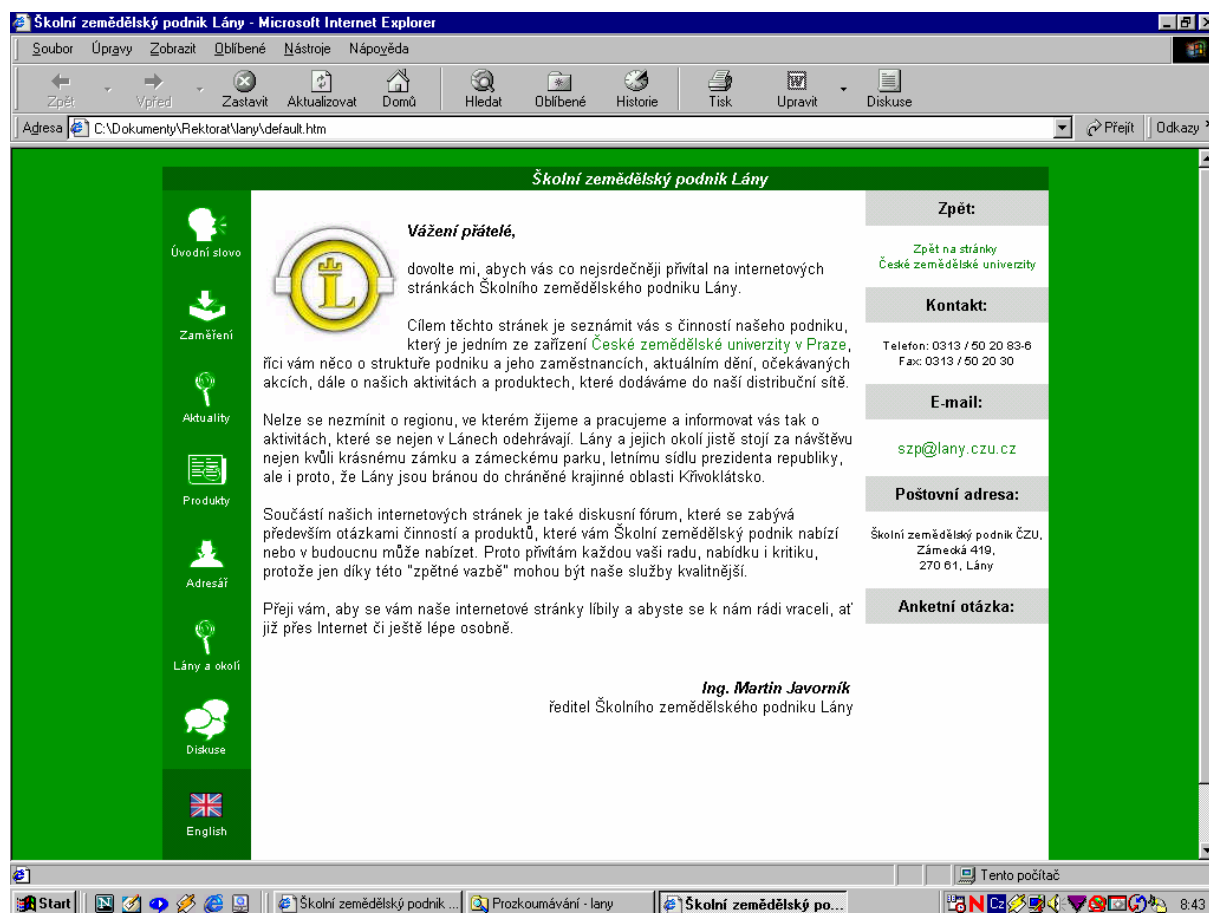 Školní zemědělský podnik Lány - Microsoft Internet Explorer
Soubor Úpravy Zobrazit Oblíbené Nástroje Nápověda
Zpět Vpřed Zastavit Aktualizovat Domů Hledat Oblíbené Historie Tisk Upravit Diskuse
Adresa C:\Dokumenty\Rektorat\lany\default.htm Přejít Odkazy
Školní zemědělský podnik Lány
Úvodní slovo
Zaměření
Aktuality
Produkty
Adresář
Lány a okolí
Diskuse
English
L
Vážení přátelé,
dovolte mi, abych vás co nejsrdečněji přivítal na internetových
stránkách Školního zemědělského podniku Lány.
Cílem těchto stránek je seznámit vás s činností našeho podniku,
který je jedním ze zařízení České zemědělské univerzity v Praze,
říci vám něco o struktuře podniku a jeho zaměstnancích, aktuálním dění, očekávaných
akcích, dále o našich aktivitách a produktech, které dodáváme do naší distribuční sítě.
Nelze se nezmínit o regionu, ve kterém žijeme a pracujeme a informovat vás tak o
aktivitách, které se nejen v Lánech odehrávají. Lány a jejich okolí jistě stojí za návštěvu
nejen kvůli krásnému zámku a zámeckému parku, letnímu sídlu prezidenta republiky,
ale i proto, že Lány jsou bránou do chráněné krajinné oblasti Křivoklátsko.
Součástí našich internetových stránek je také diskusní fórum, které se zabývá
především otázkami činností a produktů, které vám Školní zemědělský podnik nabízí
nebo v budoucnu může nabízet. Proto přivítám každou vaši radu, nabídku i kritiku,
protože jen díky této "zpětné vazbě" mohou být naše služby kvalitnější.
Přeji vám, aby se vám naše internetové stránky líbily a abyste se k nám rádi vraceli, ať
již přes Internet či ještě lépe osobně.
Ing. Martin Javorník
ředitel Školního zemědělského podniku Lány
Zpět:
Zpět na stránky
České zemědělské univerzity
Kontakt:
Telefon: 0313 / 50 20 83-6
Fax: 0313 / 50 20 30
E-mail:
szp@lany.czu.cz
Poštovní adresa:
Školní zemědělský podnik ČZU,
Zámecká 419,
270 61, Lány
Anketní otázka:
Tento počítač
Start Školní zemědělský podnik ... Prozkoumávání - lany Školní zemědělský po... N Cz 8:43